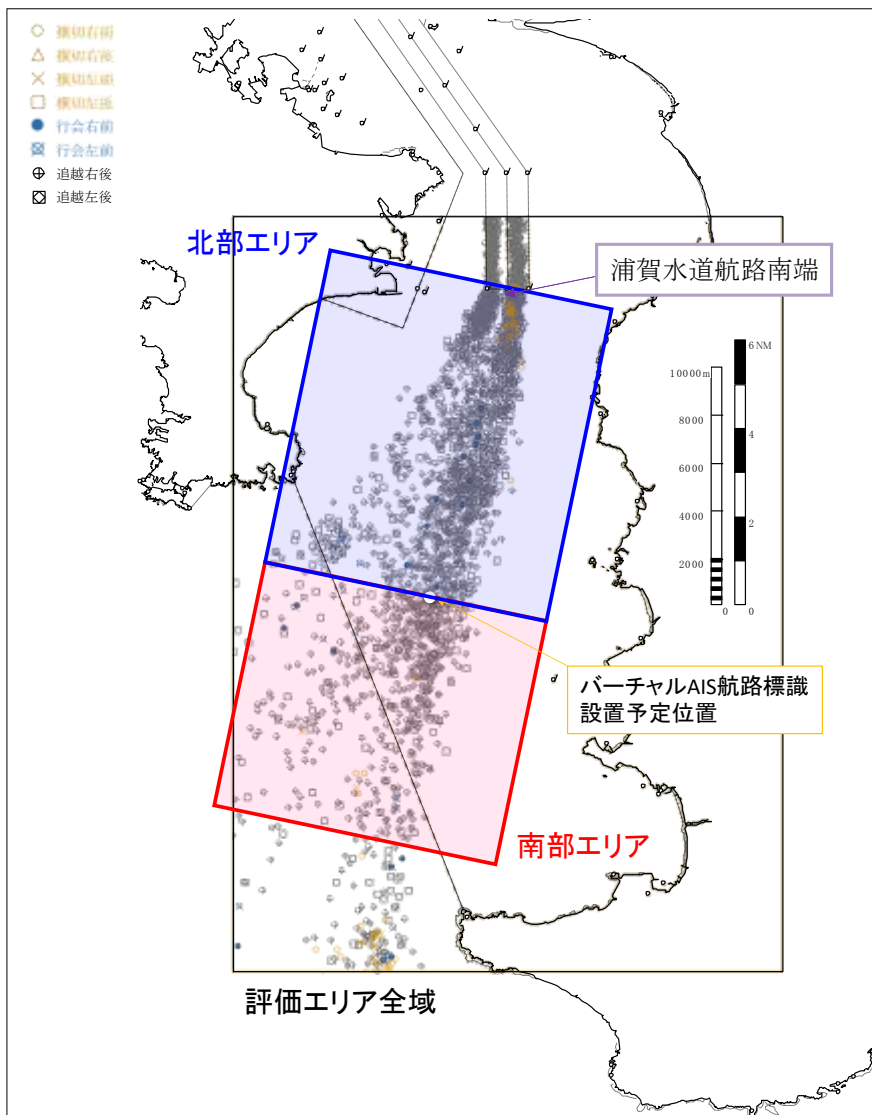 横切右前
横切右後
横切左前
横切左後
行会右前
行会左前
追越右後
追越左後
北部エリア
浦賀水道航路南端
6 NM
10000m
8000
6000
4000
2000
0
4
2
0
バーチャルAIS航路標識
設置予定位置
南部エリア
評価エリア全域